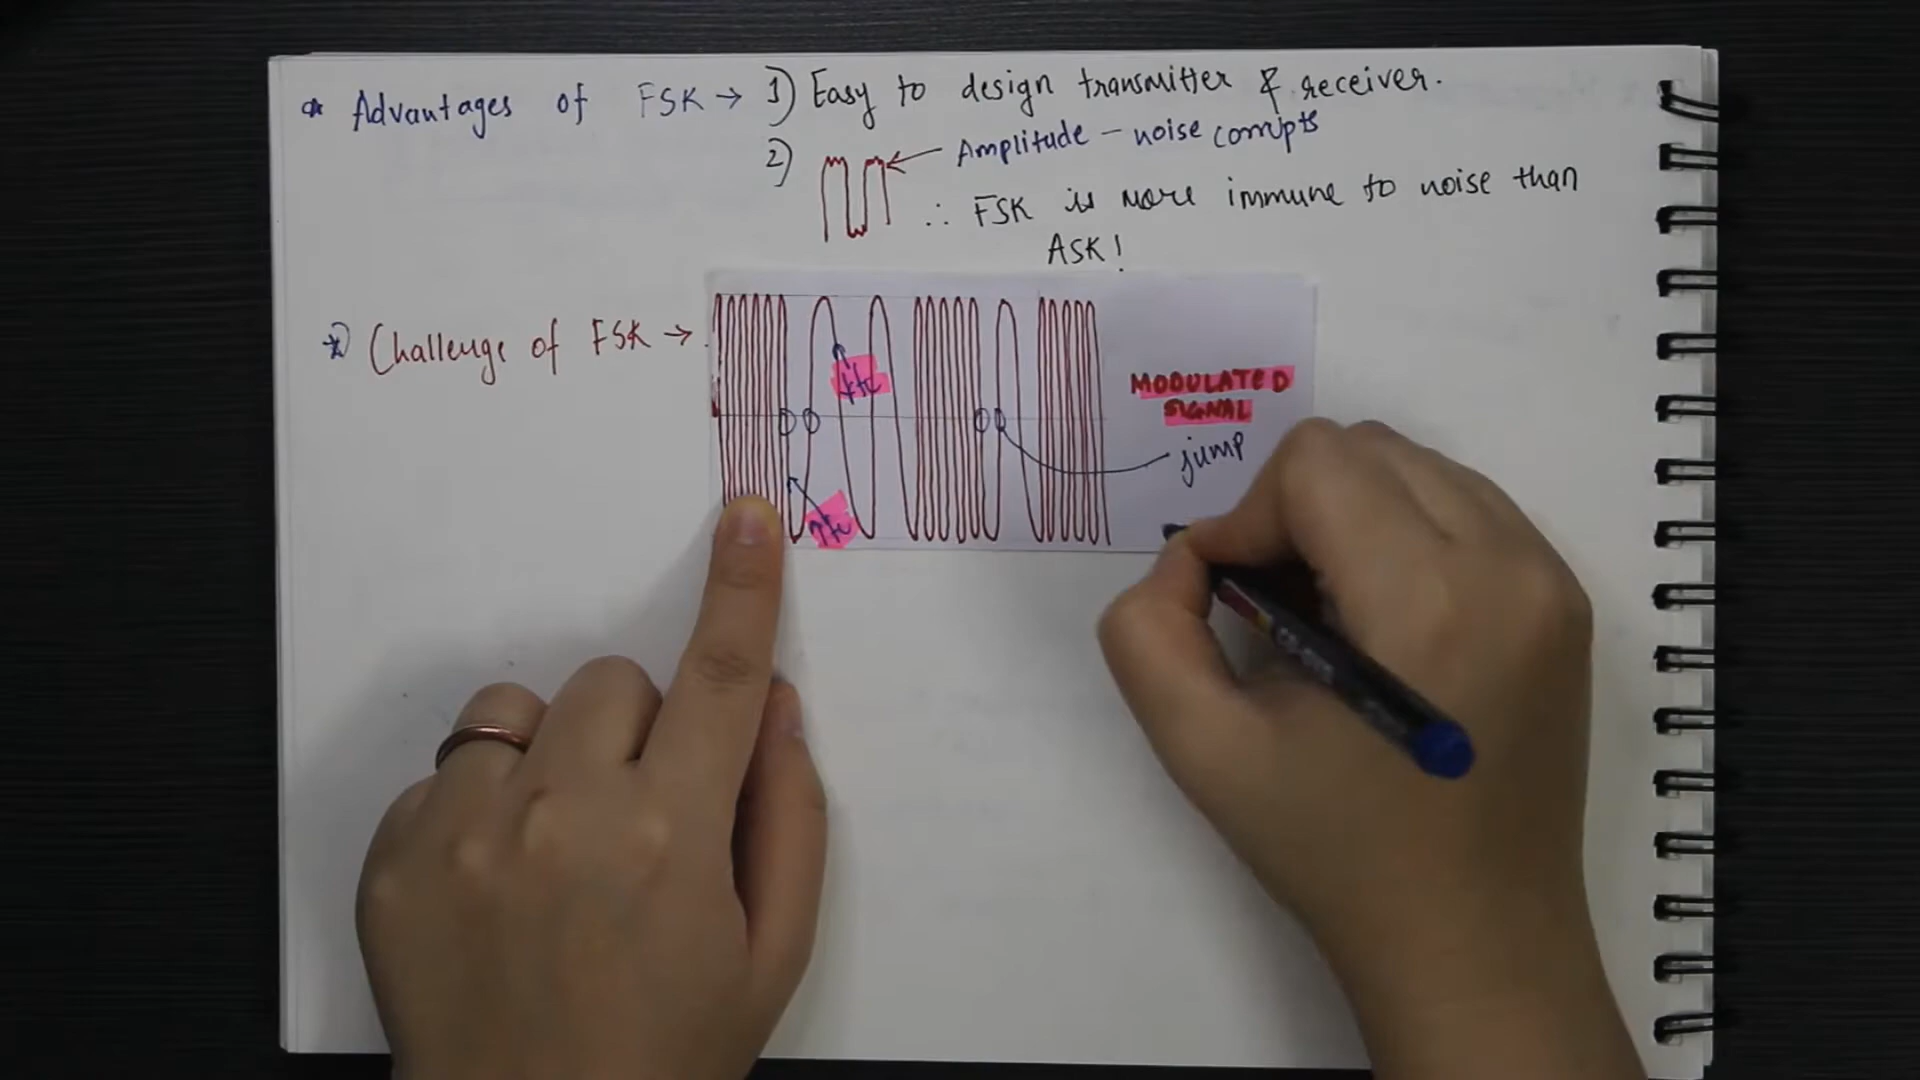 * Advantages of FSK → 1) Easy to design transmitter & receiver.
2) Amplitude – noise corrupts
∴ FSK is more immune to noise than
ASK!
* Challenge of FSK →
MODULATED
SIGNAL
jump